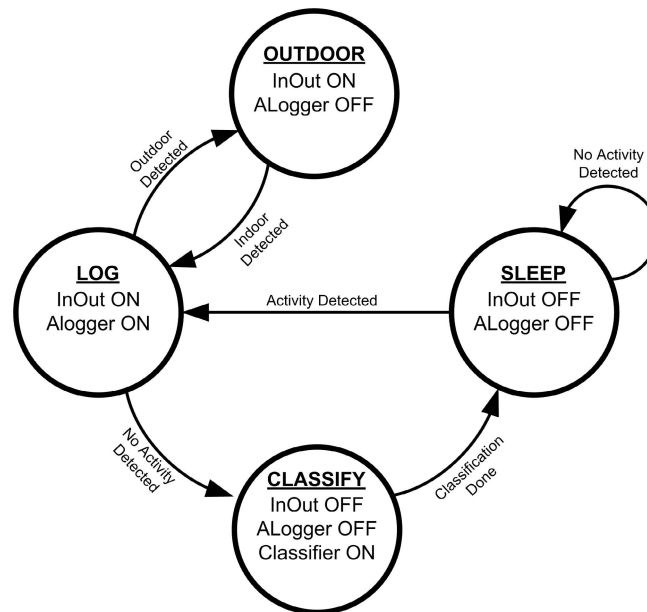 OUTDOOR
InOut ON
ALogger OFF
Outdoor
Detected
Indoor
Detected
No Activity
Detected
LOG
InOut ON
Alogger ON
Activity Detected
SLEEP
InOut OFF
ALogger OFF
No Activity
Detected
CLASSIFY
InOut OFF
ALogger OFF
Classifier ON
Classification
Done